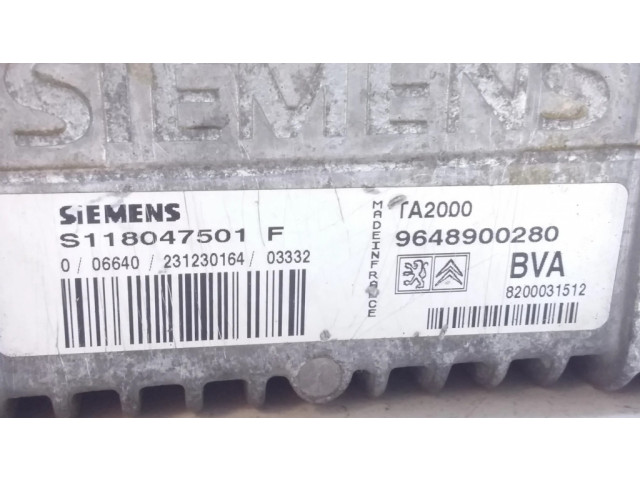 SIEMENS
SIEMENS
S118047501 F
0 / 06640 / 231230164 / 03332
MADEINFRANCE
TA2000
9648900280
BVA
8200031512